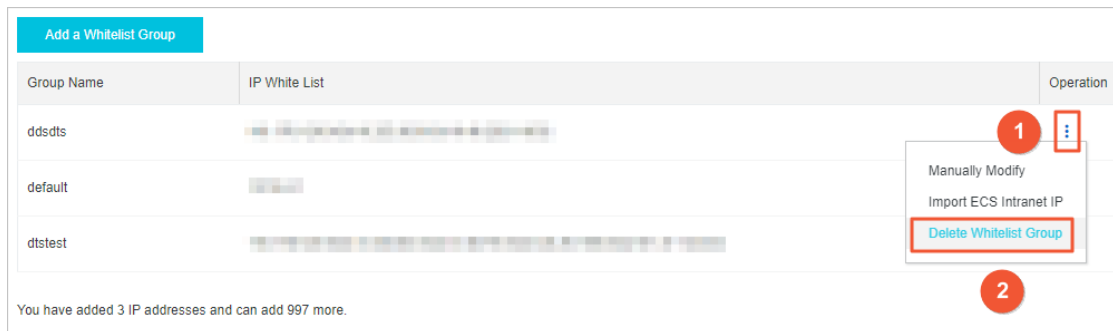 Add a Whitelist Group
Group Name IP White List Operation
ddsdts
1
default
Manually Modify
Import ECS Intranet IP
dtstest
Delete Whitelist Group
2
You have added 3 IP addresses and can add 997 more.